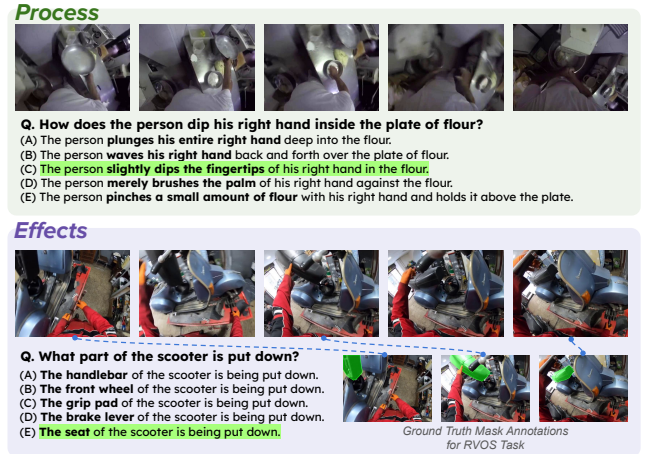 Process
Q. How does the person dip his right hand inside the plate of flour?
(A) The person plunges his entire right hand deep into the flour.
(B) The person waves his right hand back and forth over the plate of flour.
(C) The person slightly dips the fingertips of his right hand in the flour.
(D) The person merely brushes the palm of his right hand against the flour.
(E) The person pinches a small amount of flour with his right hand and holds it above the plate.
Effects
Q. What part of the scooter is put down?
(A) The handlebar of the scooter is being put down.
(B) The front wheel of the scooter is being put down.
(C) The grip pad of the scooter is being put down.
(D) The brake lever of the scooter is being put down.
(E) The seat of the scooter is being put down.
Ground Truth Mask Annotations
for RVOS Task